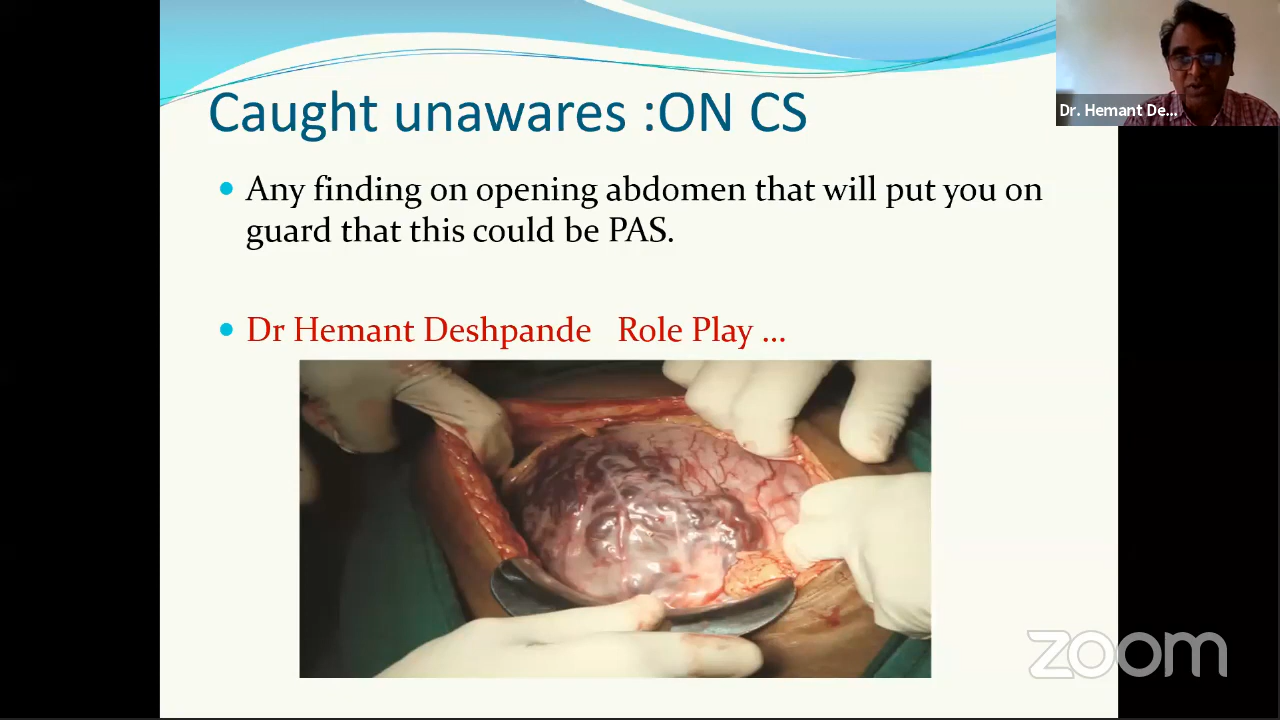 Caught unawares :ON CS
Dr. Hemant De...
Any finding on opening abdomen that will put you on
guard that this could be PAS.
Dr Hemant Deshpande Role Play ...
zoom